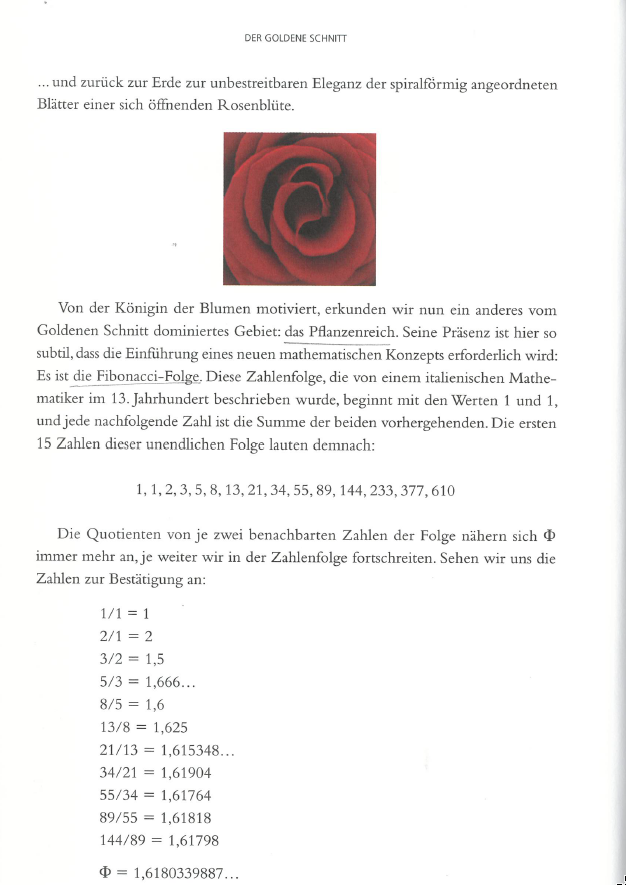 DER GOLDENE SCHNITT
... und zurück zur Erde zur unbestreitbaren Eleganz der spiralförmig angeordneten
Blätter einer sich öffnenden Rosenblüte.
Von der Königin der Blumen motiviert, erkunden wir nun ein anderes vom
Goldenen Schnitt dominiertes Gebiet: das Pflanzenreich. Seine Präsenz ist hier so
subtil, dass die Einführung eines neuen mathematischen Konzepts erforderlich wird:
Es ist die Fibonacci-Folge. Diese Zahlenfolge, die von einem italienischen Mathe-
matiker im 13. Jahrhundert beschrieben wurde, beginnt mit den Werten 1 und 1,
und jede nachfolgende Zahl ist die Summe der beiden vorhergehenden. Die ersten
15 Zahlen dieser unendlichen Folge lauten demnach:
1, 1, 2, 3, 5, 8, 13, 21, 34, 55, 89, 144, 233, 377, 610
Die Quotienten von je zwei benachbarten Zahlen der Folge nähern sich Φ
immer mehr an, je weiter wir in der Zahlenfolge fortschreiten. Sehen wir uns die
Zahlen zur Bestätigung an:
1/1 = 1
2/1 = 2
3/2 = 1,5
5/3 = 1,666...
8/5 = 1,6
13/8 = 1,625
21/13 = 1,615348...
34/21 = 1,61904
55/34 = 1,61764
89/55 = 1,61818
144/89 = 1,61798
Φ = 1,6180339887...